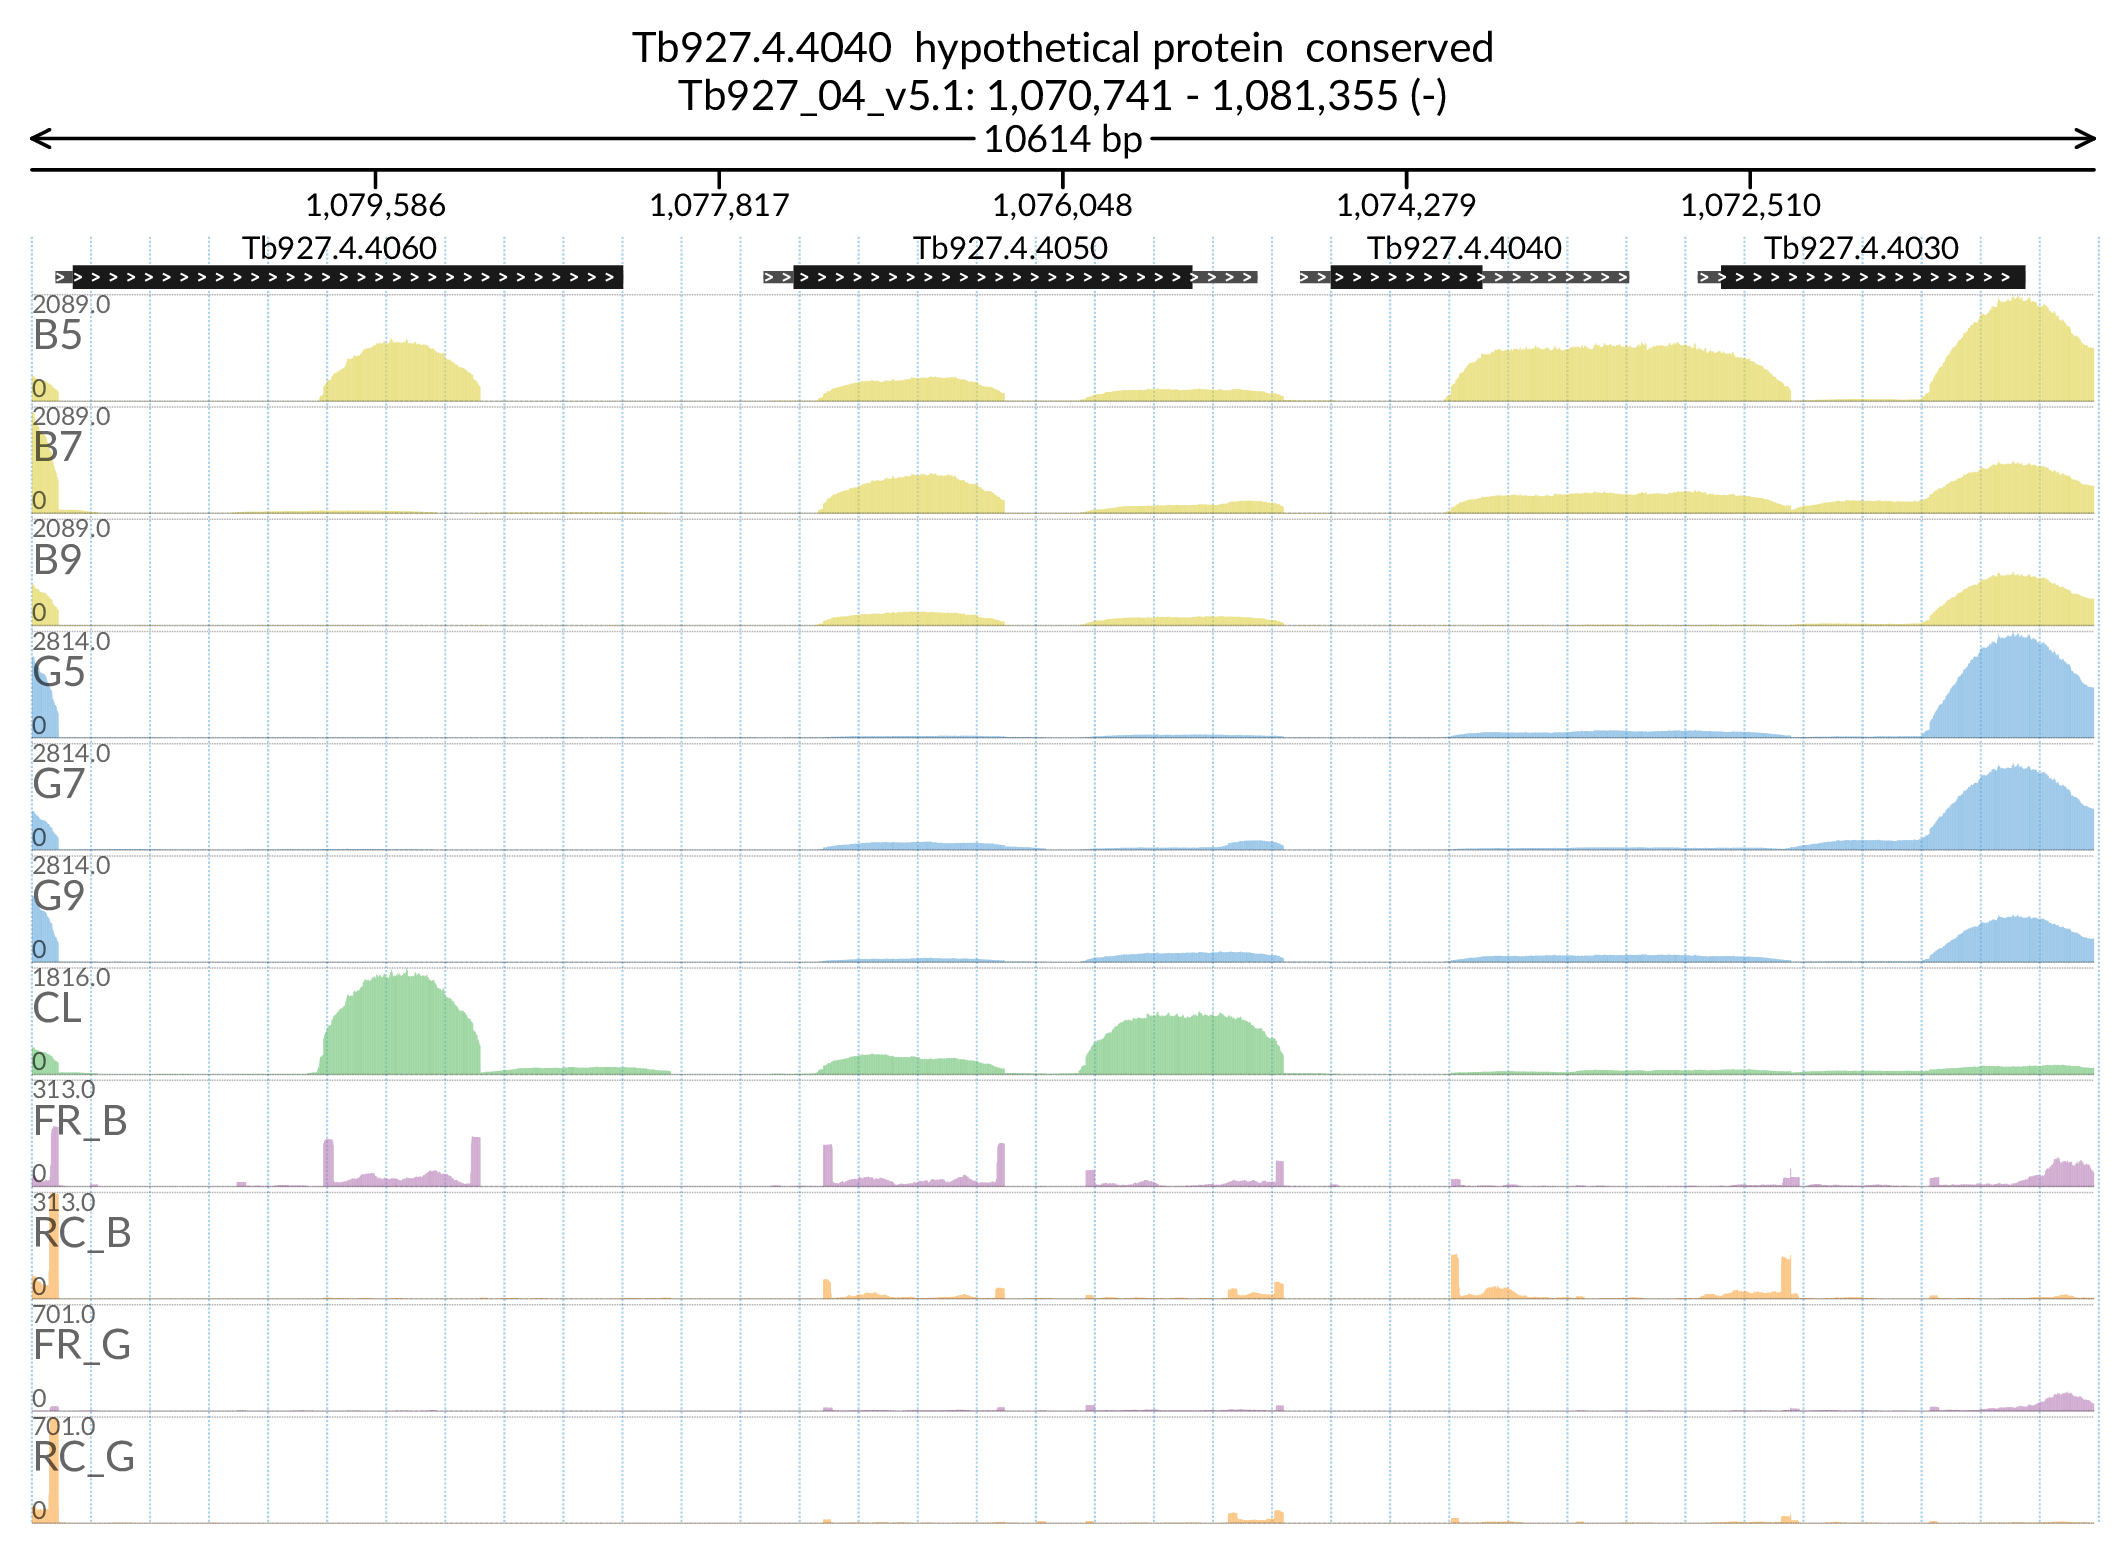 Tb927.4.4040  hypothetical protein  conserved
Tb927_04_v5.1: 1,070,741 - 1,081,355 (-)
10614 bp
1,079,586 1,077,817 1,076,048 1,074,279 1,072,510
Tb927.4.4060 Tb927.4.4050 Tb927.4.4040 Tb927.4.4030
2089.0
B5
0
2089.0
B7
0
2089.0
B9
0
2814.0
G5
0
2814.0
G7
0
2814.0
G9
0
1816.0
CL
0
313.0
FR_B
0
313.0
RC_B
0
701.0
FR_G
0
701.0
RC_G
0